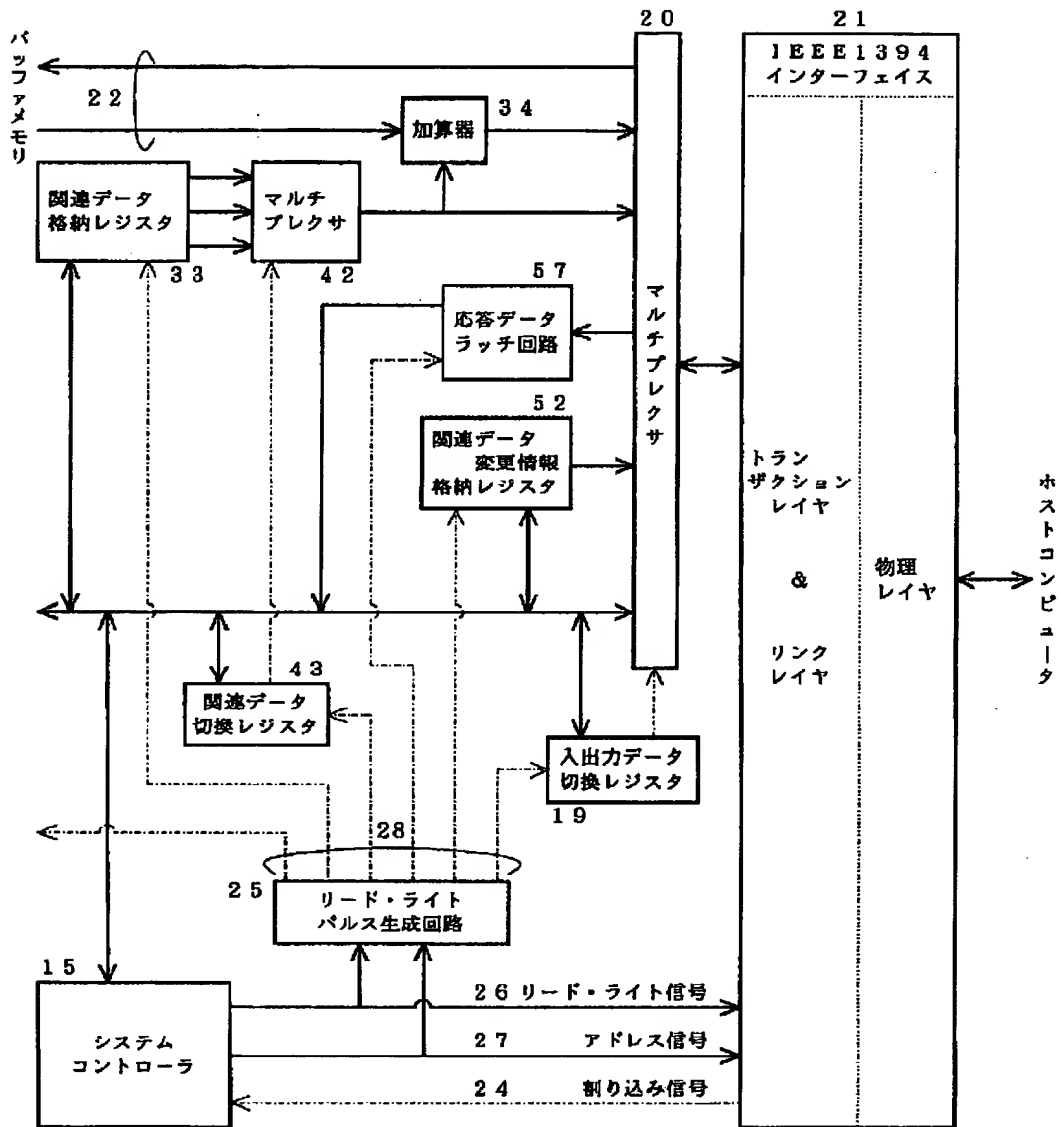 20
21
バッファメモリ
IEEE1394
インターフェイス
22
34
加算器
関連データ
格納レジスタ
マルチ
プレクサ
33
42
57
応答データ
ラッチ回路
マルチプレクサ
52
関連データ
変更情報
格納レジスタ
トラン
ザクション
レイヤ
&
リンク
レイヤ
物理
レイヤ
ホストコンピュータ
43
関連データ
切換レジスタ
入出力データ
切換レジスタ
19
28
25
リード・ライト
パルス生成回路
15
システム
コントローラ
26 リード・ライト信号
27 アドレス信号
24 割り込み信号